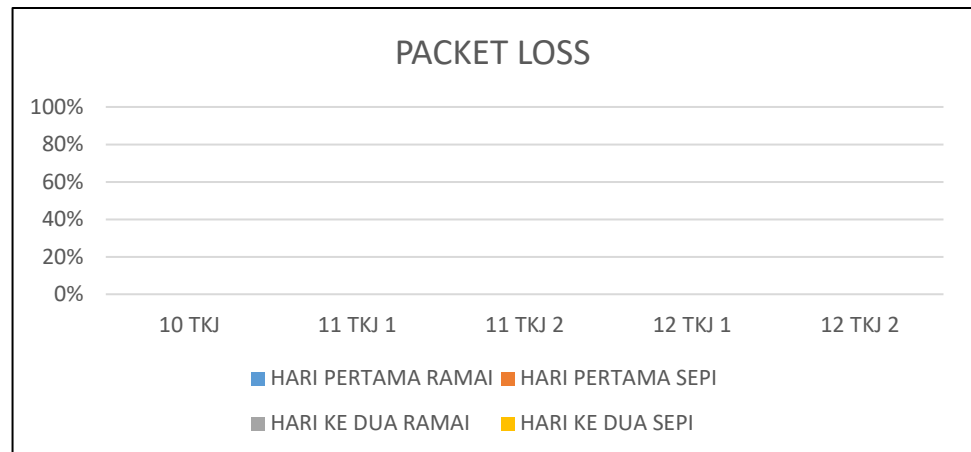 PACKET LOSS
100%
80%
60%
40%
20%
0%
10 TKJ 11 TKJ 1 11 TKJ 2 12 TKJ 1 12 TKJ 2
HARI PERTAMA RAMAI HARI PERTAMA SEPI
HARI KE DUA RAMAI HARI KE DUA SEPI